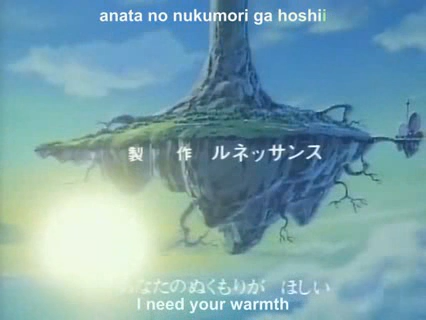 anata no nukumori ga hoshii
製 作 ルネッサンス
なたのぬくもりが ほしい
I need your warmth